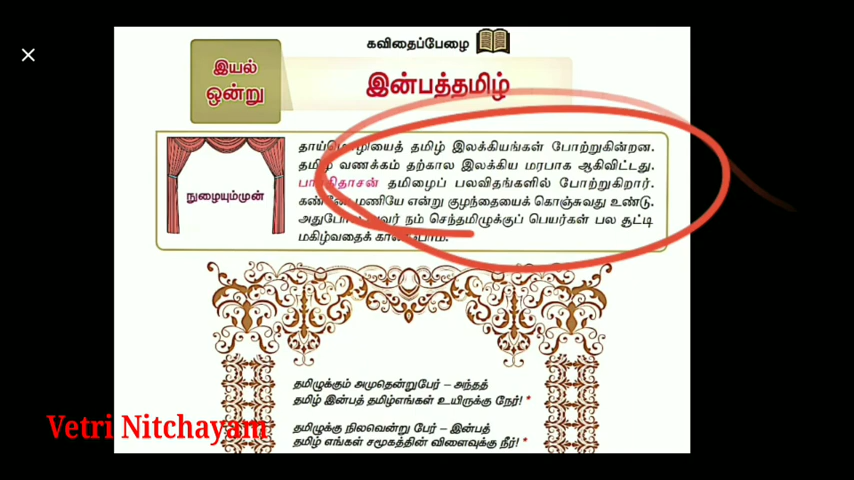 கவிதைப்பேழை
இயல்
ஒன்று
இன்பத்தமிழ்
நுழையும்முன்
தாய்மொழியைத் தமிழ் இலக்கியங்கள் போற்றுகின்றன.
தமிழ் வணக்கம் தற்கால இலக்கிய மரபாக ஆகிவிட்டது.
பாரதிதாசன் தமிழைப் பலவிதங்களில் போற்றுகிறார்.
கண்ணே மணியே என்று குழந்தையைக் கொஞ்சுவது உண்டு.
அதுபோல அவர் நம் செந்தமிழுக்குப் பெயர்கள் பல சூட்டி
மகிழ்வதைக் காண்போம்.
தமிழுக்கும் அமுதென்றுபேர் – அந்தத்
தமிழ் இன்பத் தமிழ்எங்கள் உயிருக்கு நேர்! *
தமிழுக்கு நிலவென்று பேர் – இன்பத்
தமிழ் எங்கள் சமூகத்தின் விளைவுக்கு நீர்! *
Vetri Nitchayam